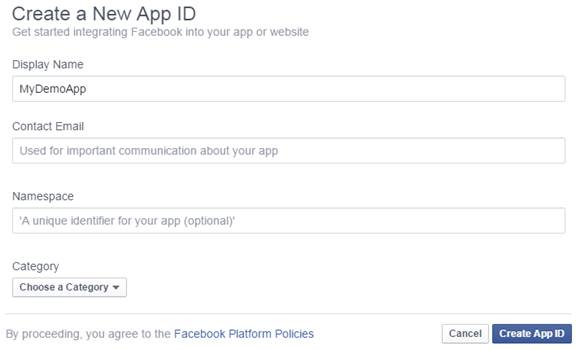 Create a New App ID
Get started integrating Facebook into your app or website
Display Name
MyDemoApp
Contact Email
Used for important communication about your app
Namespace
'A unique identifier for your app (optional)'
Category
Choose a Category
By proceeding, you agree to the Facebook Platform Policies
Cancel
Create App ID